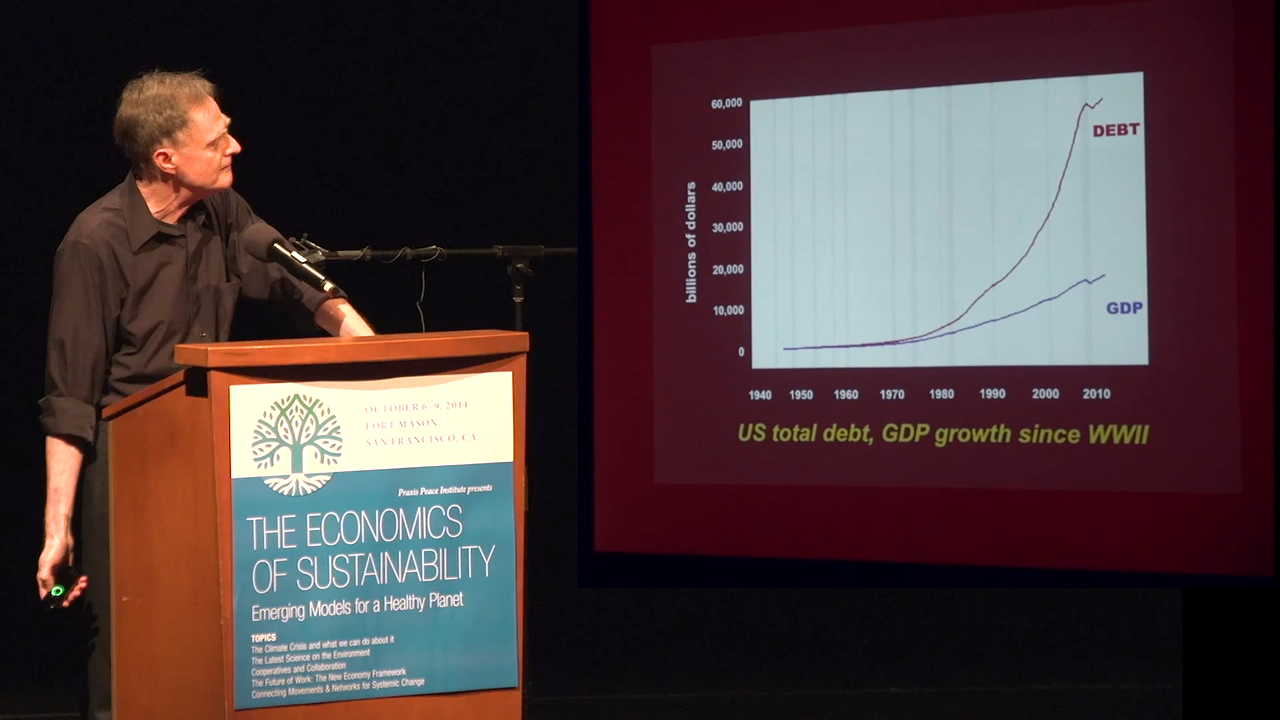 OCTOBER 6-9, 2014
FORT MASON,
SAN FRANCISCO, CA
Praxis Peace Institute presents
THE ECONOMICS
OF SUSTAINABILITY
Emerging Models for a Healthy Planet
TOPICS
The Climate Crisis and what we can do about it
The Latest Science on the Environment
Cooperatives and Collaboration
The Future of Work: The New Economy Framework
Connecting Movements & Networks for Systemic Change
60,000
50,000
40,000
30,000
20,000
10,000
0
billions of dollars
DEBT
GDP
1940 1950 1960 1970 1980 1990 2000 2010
US total debt, GDP growth since WWII